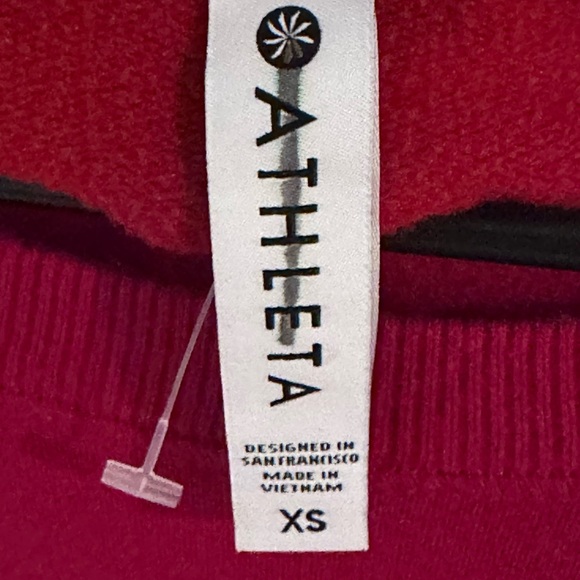 ATHLETA
DESIGNED IN
SAN FRANCISCO
MADE IN
VIETNAM
XS